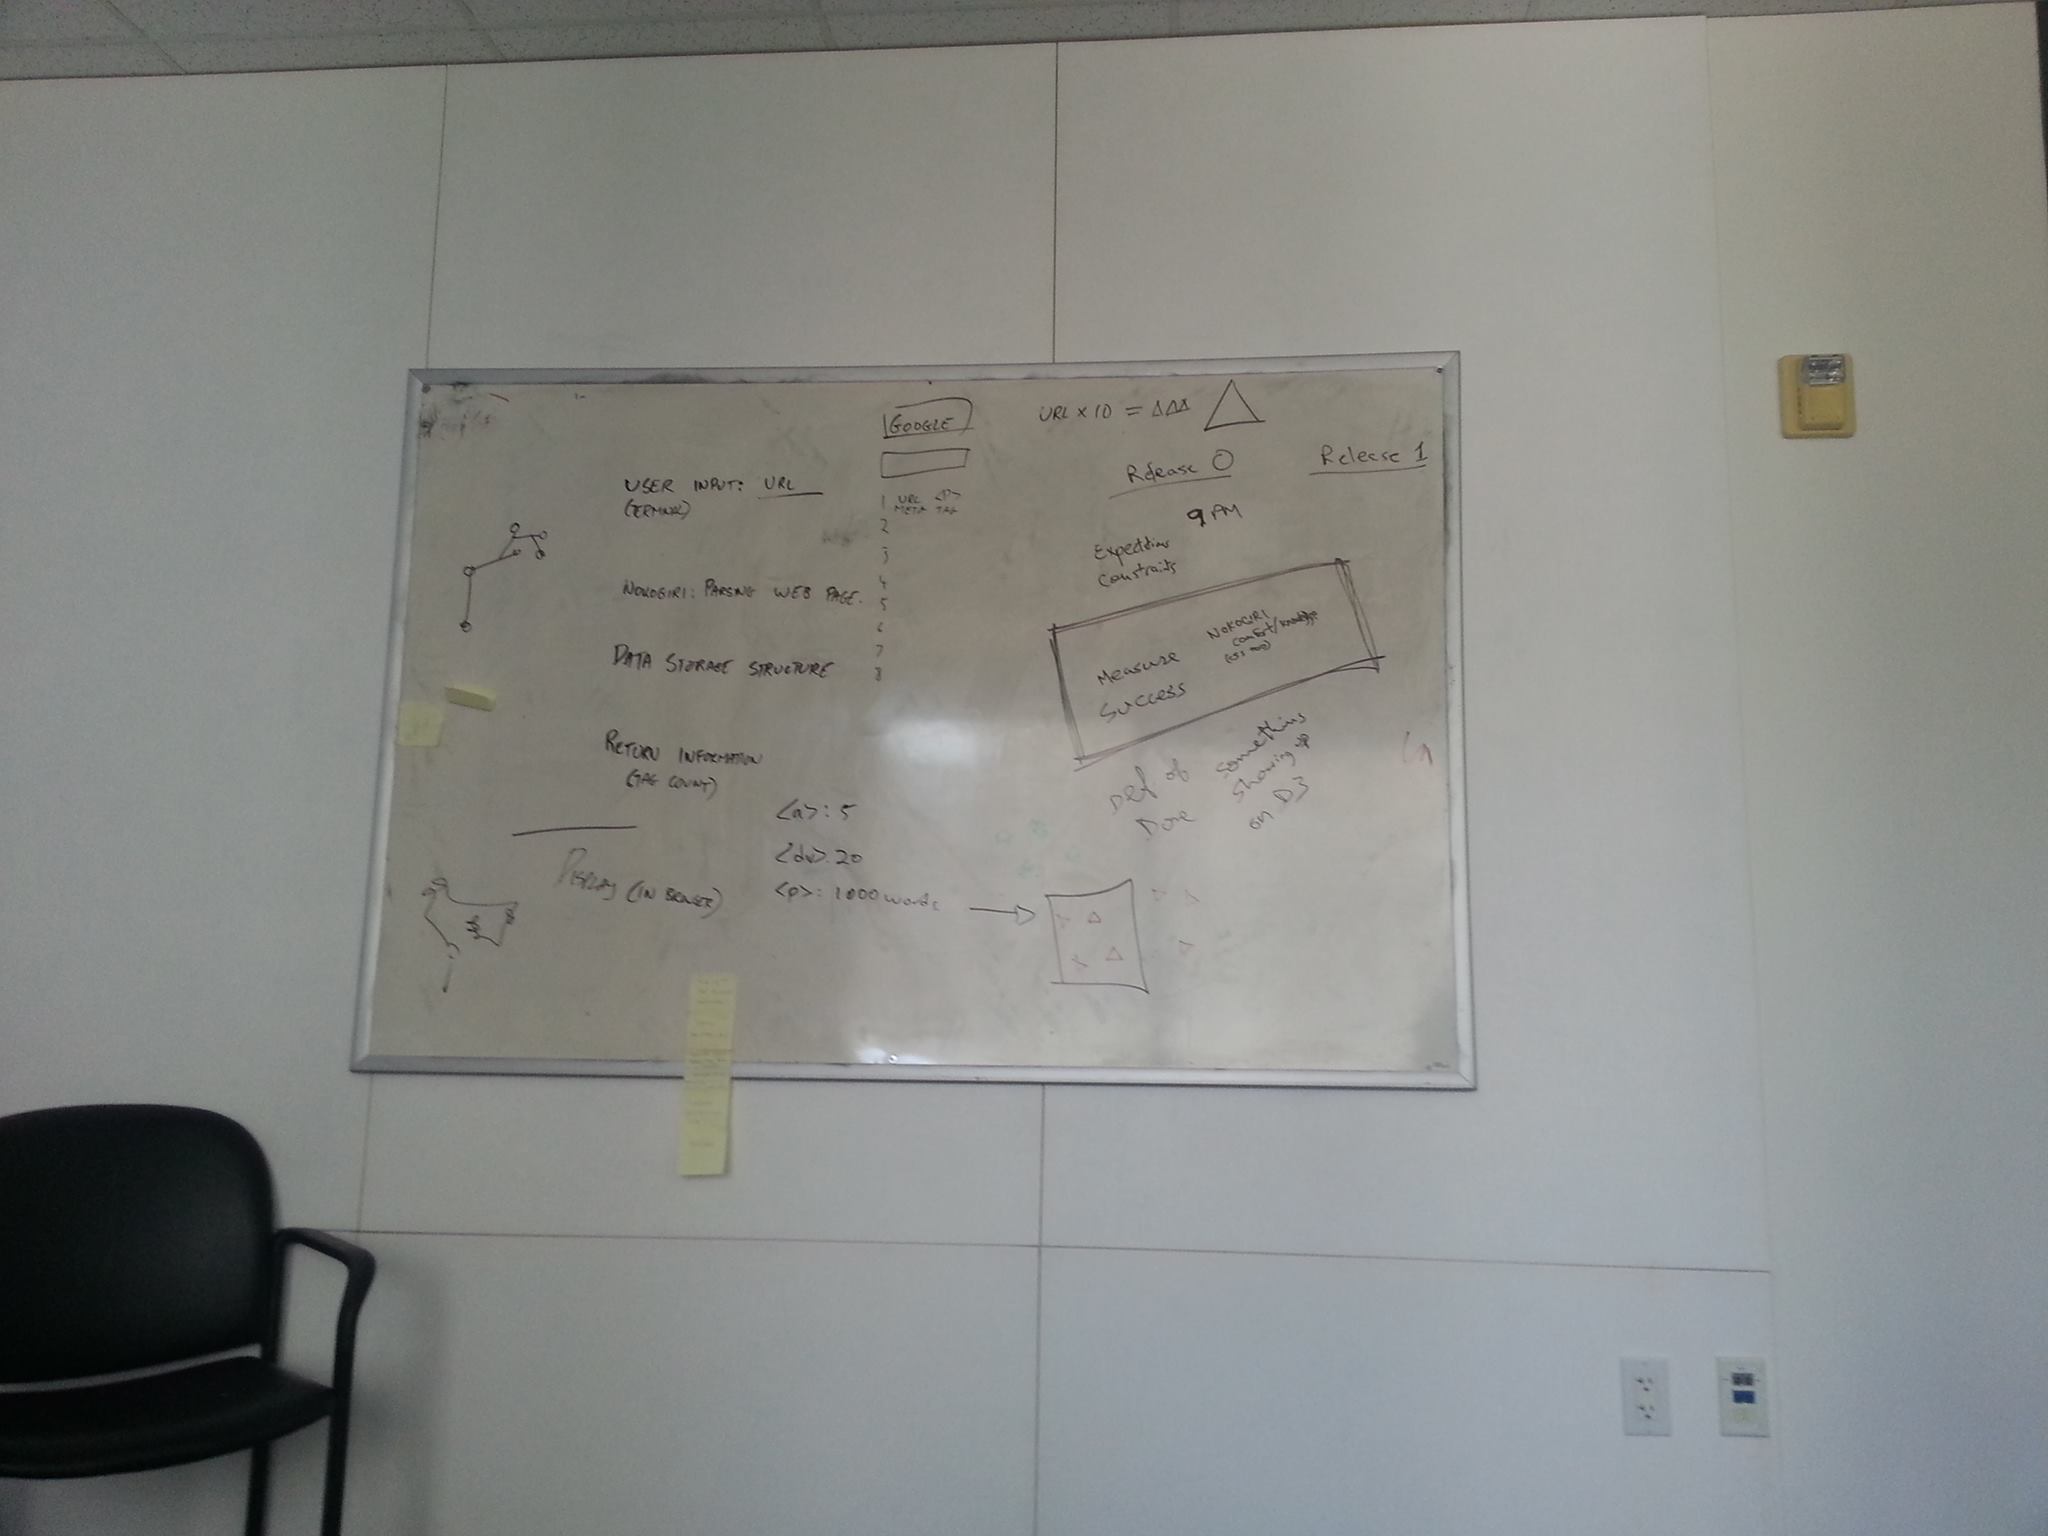 USER INPUT: URL
(TERMINAL)
NOKOGIRI: PARSING WEB PAGE.
DATA STORAGE STRUCTURE
RETURN INFORMATION
(TAG COUNT)
<a>: 5
<div>: 20
<p>: 1000 words
DISPLAY (IN BROWSER)
GOOGLE
1 URL <P>
META TAG
2
3
4
5
6
7
8
URL x 10 = ΔΔΔ
Release 0
9 PM
Expectations
Constraints
Measure
Success
NOKOGIRI
comfort/knowledge
Def of
Done
something
showing up
on D3
Release 1